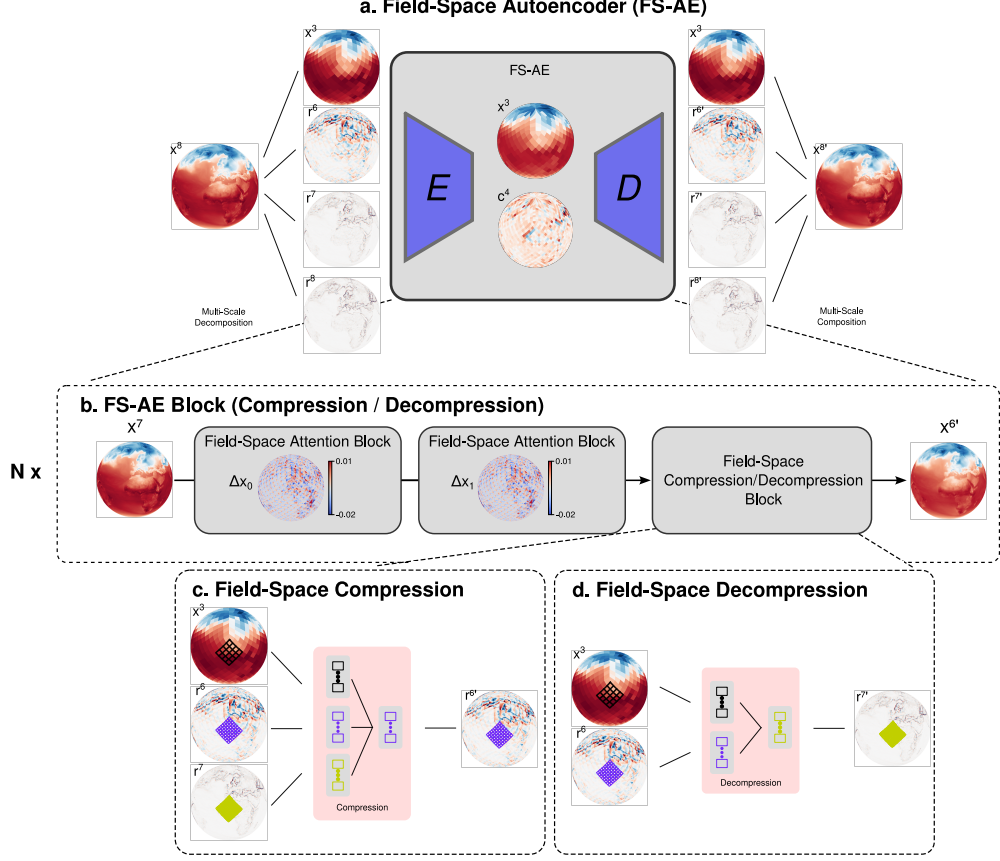 a. Field-Space Autoencoder (FS-AE)
x3
x3
FS-AE
r6
x3
r6'
x8
x8'
E
D
r7
c4
r7'
r8
r8'
Multi-Scale
Decomposition
Multi-Scale
Composition
b. FS-AE Block (Compression / Decompression)
N x
x7
Field-Space Attention Block
Δx0
0.01
-0.02
Field-Space Attention Block
Δx1
0.01
-0.02
Field-Space
Compression/Decompression
Block
x6'
c. Field-Space Compression
x3
r6
r7
Compression
r6'
d. Field-Space Decompression
x3
r6
Decompression
r7'